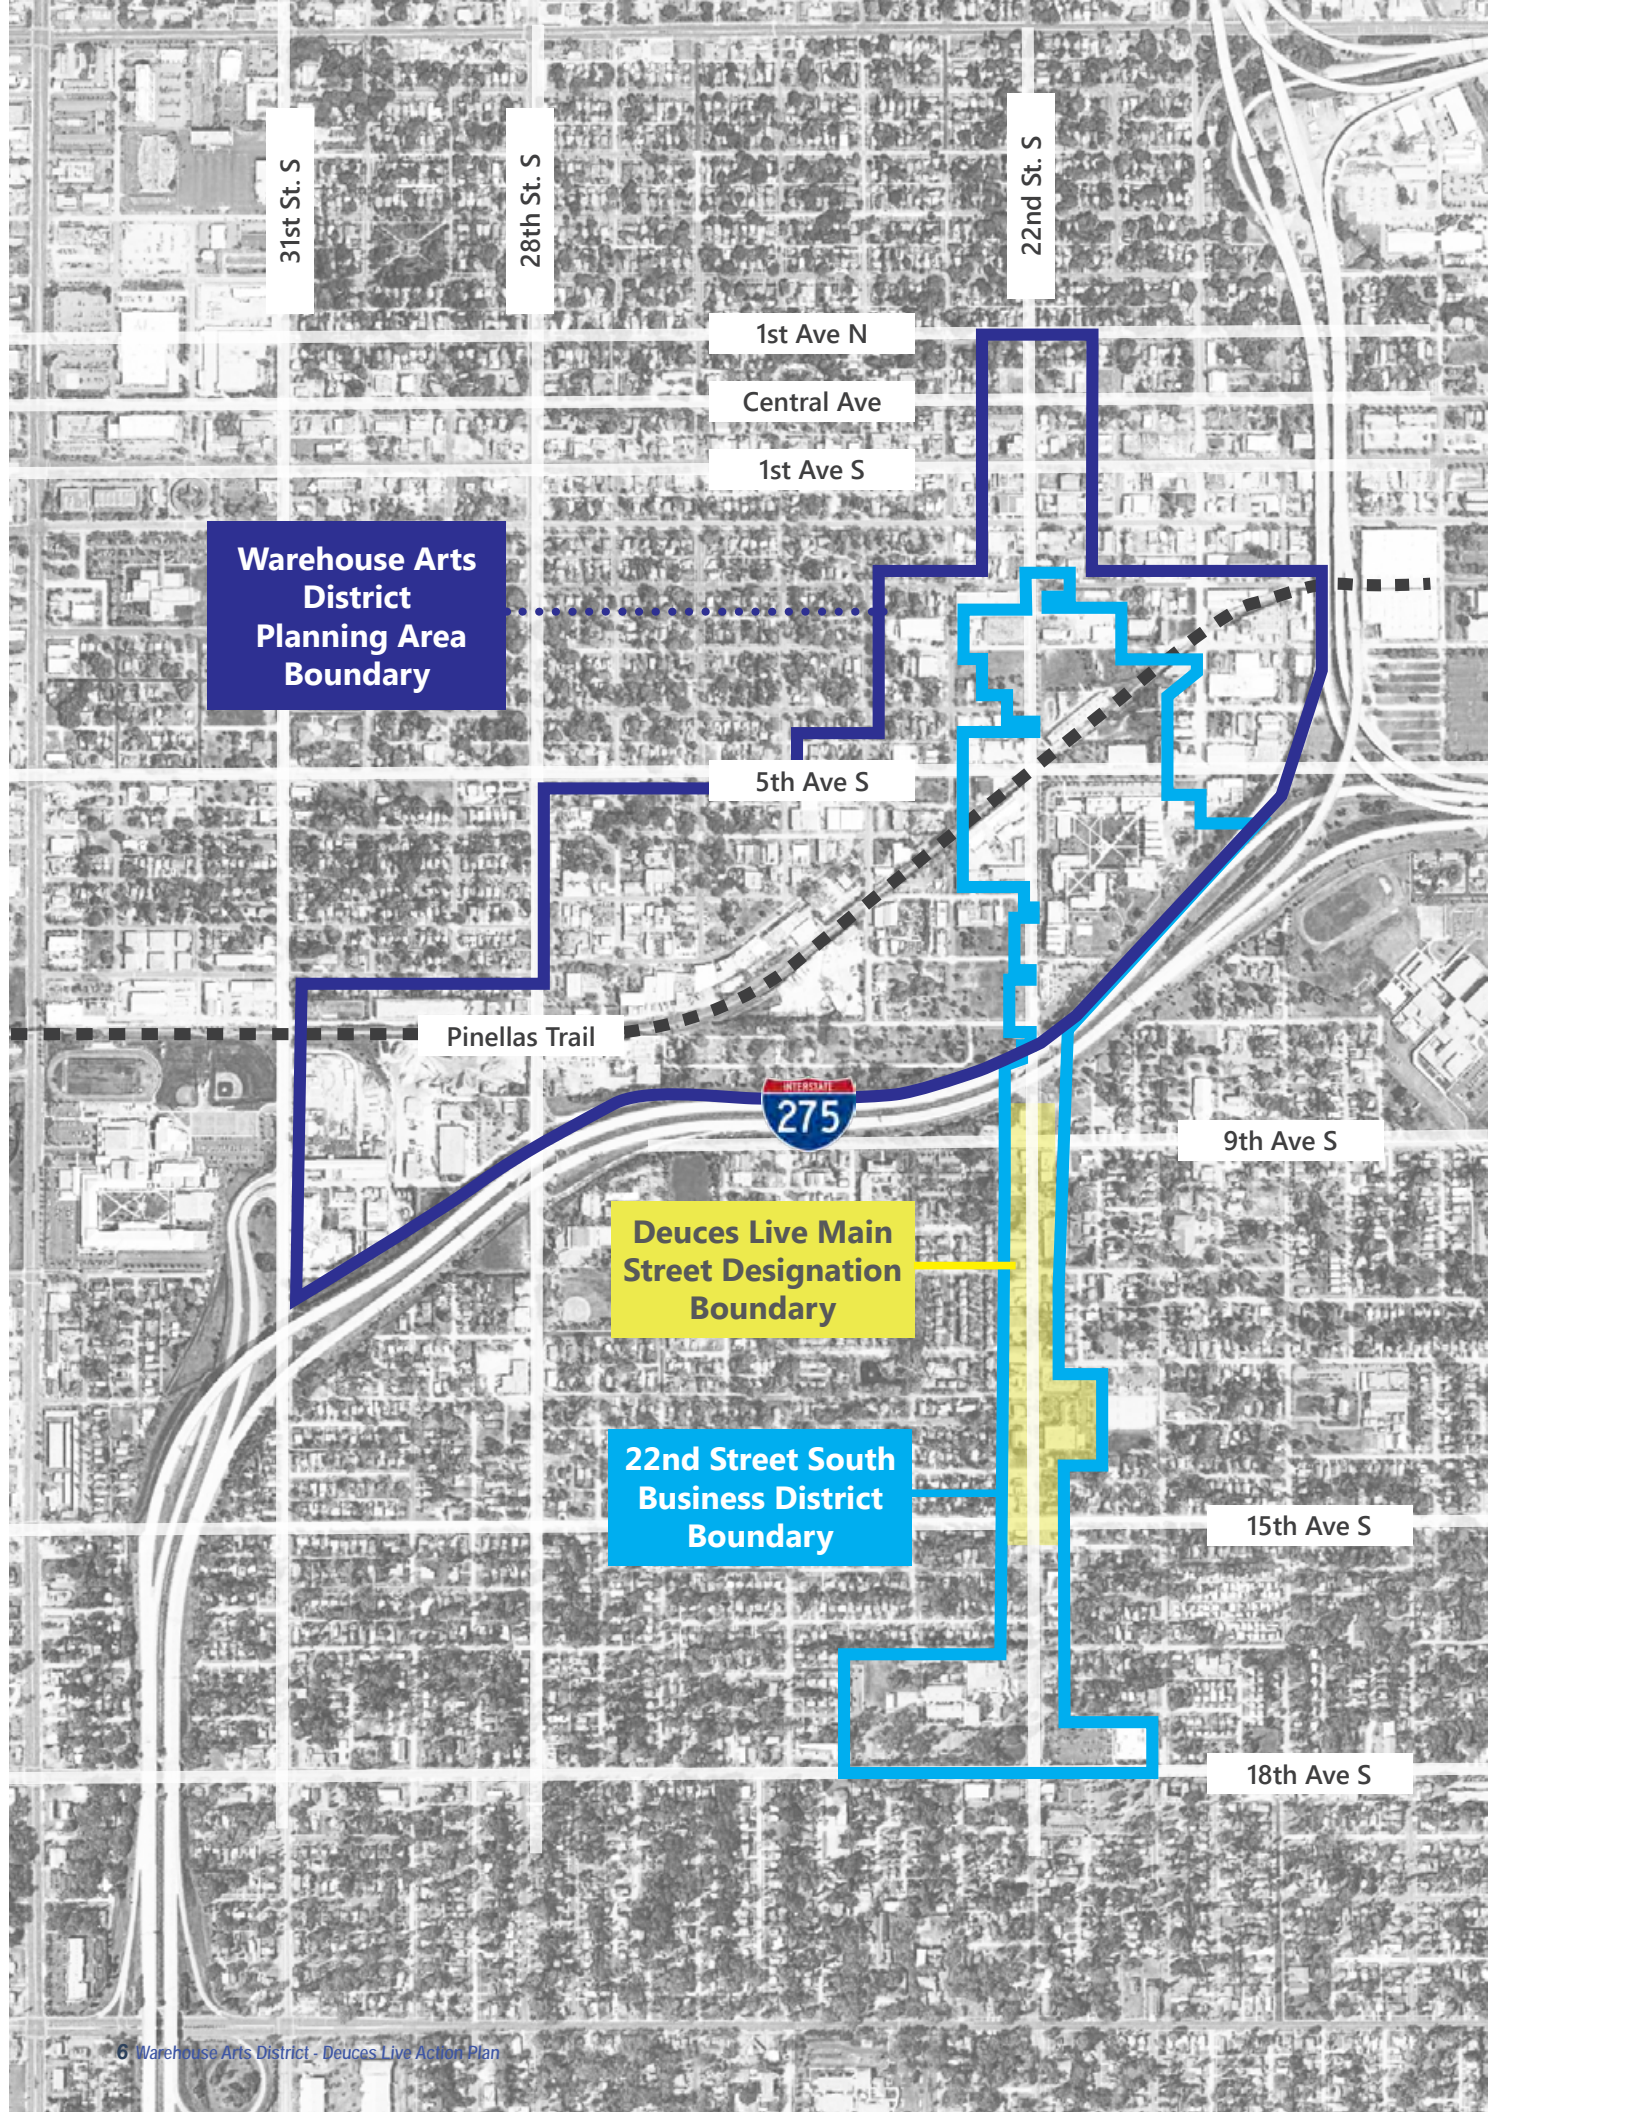 31st St. S
28th St. S
22nd St. S
1st Ave N
Central Ave
1st Ave S
Warehouse Arts
District
Planning Area
Boundary
5th Ave S
Pinellas Trail
INTERSTATE
275
9th Ave S
Deuces Live Main
Street Designation
Boundary
22nd Street South
Business District
Boundary
15th Ave S
18th Ave S
6 Warehouse Arts District - Deuces Live Action Plan